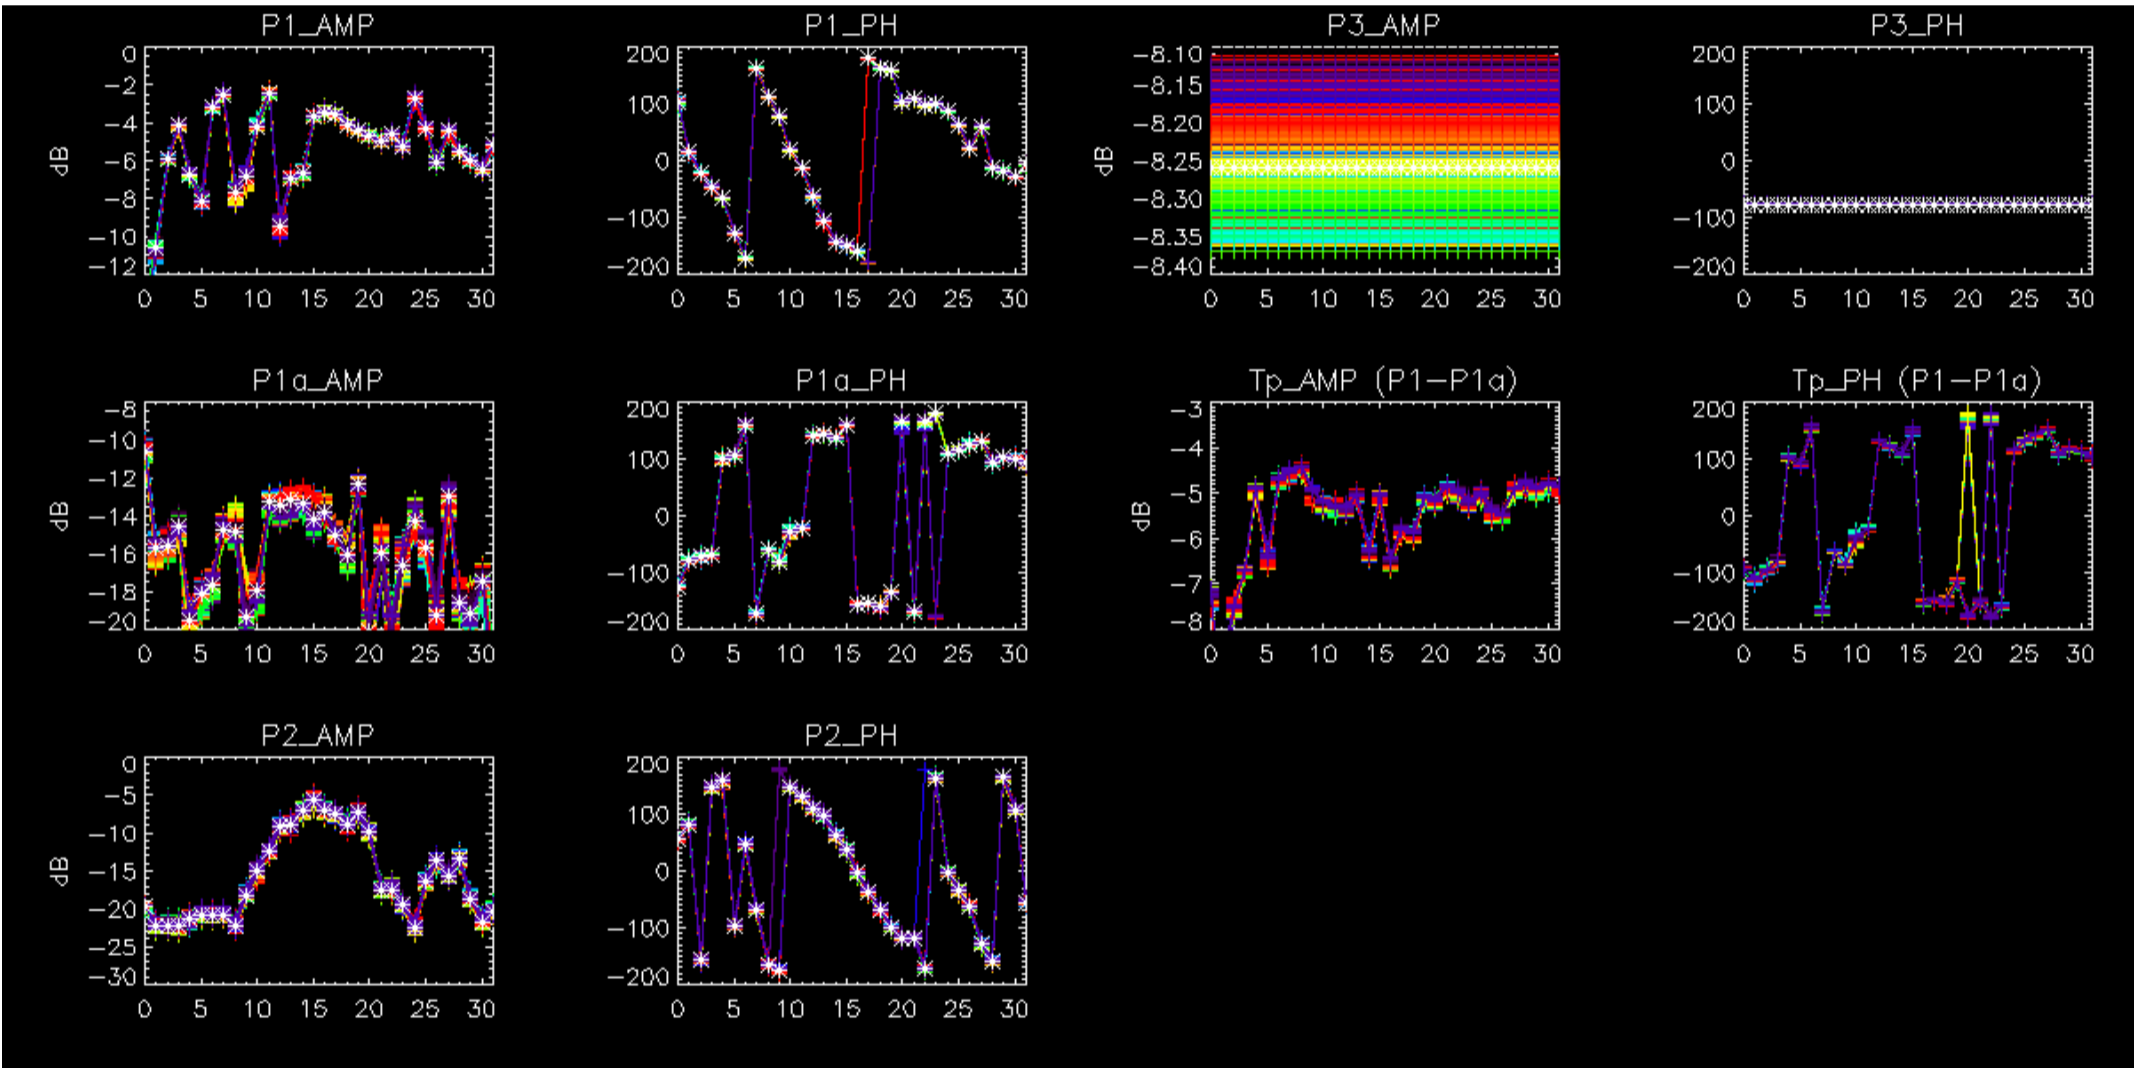 P1_AMP P1_PH P3_AMP P3_PH
0 200 -8.10 200
-2 100 -8.15 100
-4 0 -8.20 0
-6 -100 -8.25 -100
-8 -200 -8.30 -200
-10 -8.35
-12 -8.40
dB dB
0 5 10 15 20 25 30 0 5 10 15 20 25 30 0 5 10 15 20 25 30 0 5 10 15 20 25 30
P1a_AMP P1a_PH Tp_AMP (P1-P1a) Tp_PH (P1-P1a)
-8 200 -3 200
-10 100 -4 100
-12 0 -5 0
-14 -100 -6 -100
-16 -200 -7 -200
-18 -8
-20
dB dB
0 5 10 15 20 25 30 0 5 10 15 20 25 30 0 5 10 15 20 25 30 0 5 10 15 20 25 30
P2_AMP P2_PH
0 200
-5 100
-10 0
-15 -100
-20 -200
-25
-30
dB
0 5 10 15 20 25 30 0 5 10 15 20 25 30